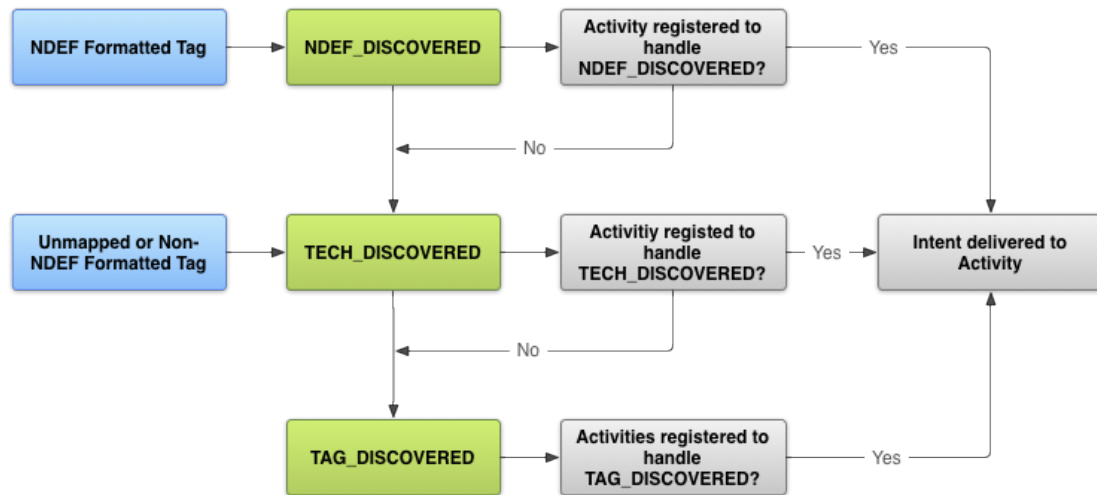 NDEF Formatted Tag
NDEF_DISCOVERED
Activity registered to
handle
NDEF_DISCOVERED?
Yes
No
Unmapped or Non-
NDEF Formatted Tag
TECH_DISCOVERED
Activitiy registed to
handle
TECH_DISCOVERED?
Yes
Intent delivered to
Activity
No
TAG_DISCOVERED
Activities registered to
handle
TAG_DISCOVERED?
Yes